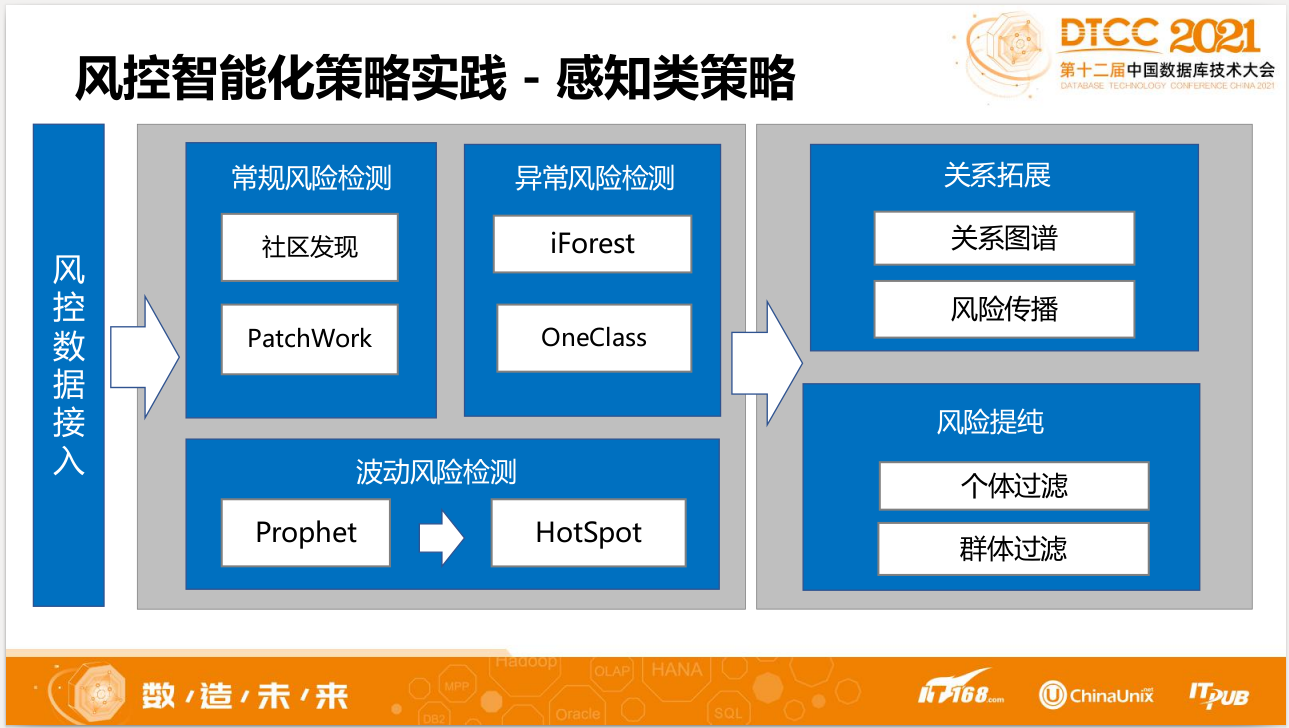 风控智能化策略实践 - 感知类策略
DTCC 2021
第十二届中国数据库技术大会
DATABASE TECHNOLOGY CONFERENCE CHINA 2021
风控数据接入
常规风险检测
社区发现
PatchWork
异常风险检测
iForest
OneClass
波动风险检测
Prophet
HotSpot
关系拓展
关系图谱
风险传播
风险提纯
个体过滤
群体过滤
数/造/未/来
Hadoop
MPP
DB2
OLAP
Oracle
HANA
SQL
IT168.com
ChinaUnix.net
ITPUB